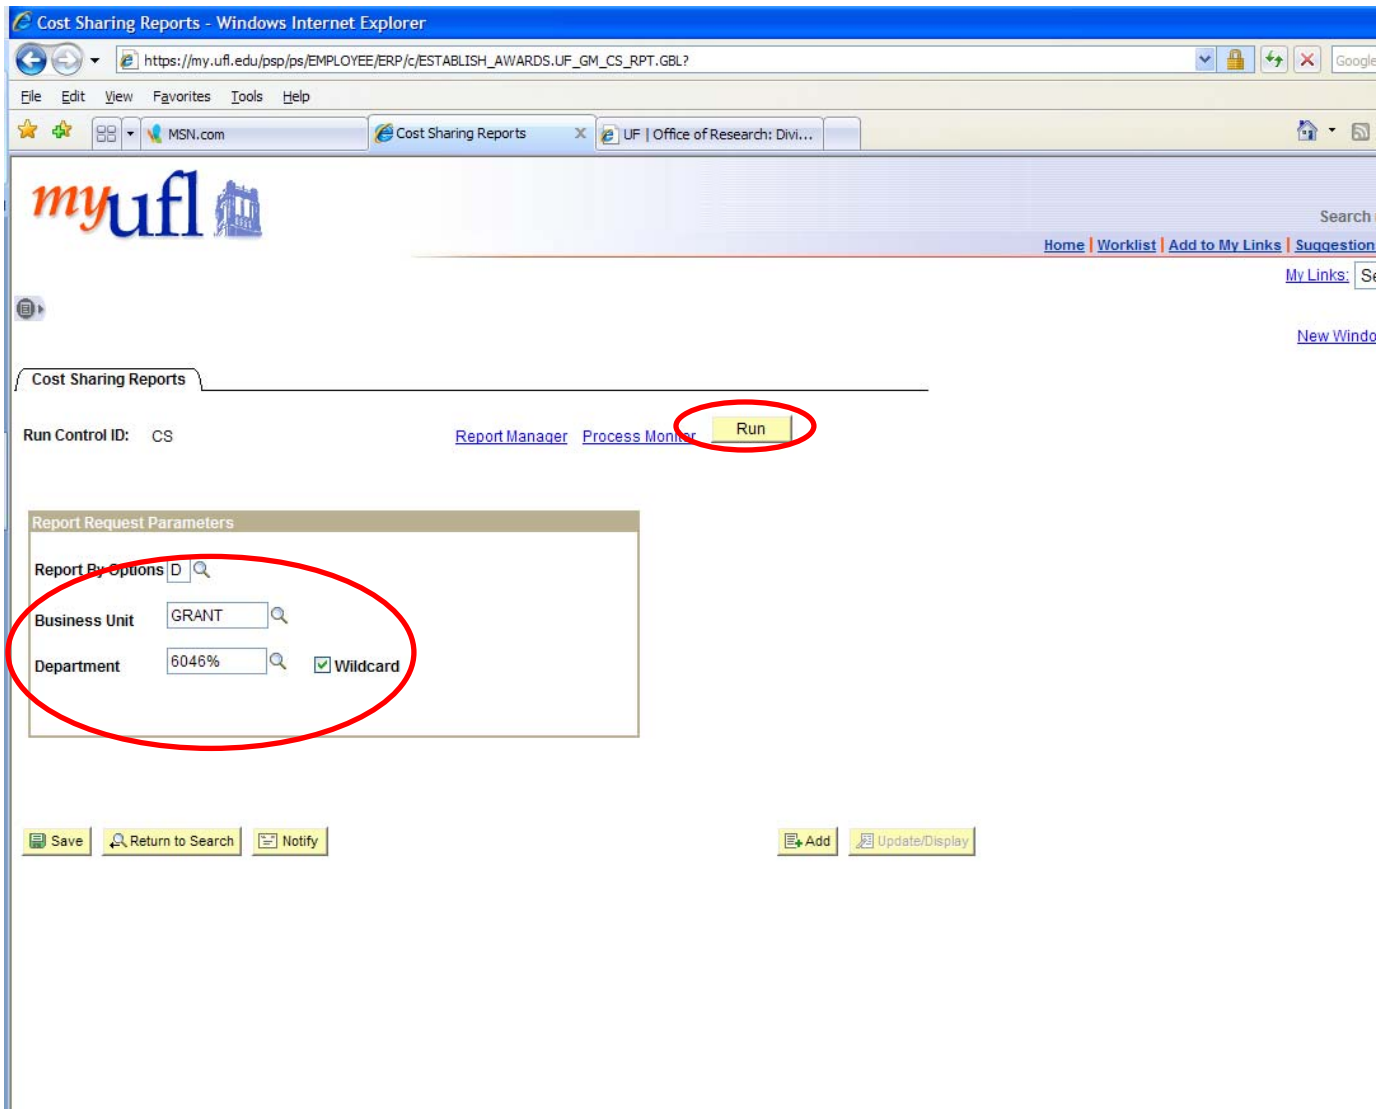 Cost Sharing Reports - Windows Internet Explorer
https://my.ufl.edu/psp/ps/EMPLOYEE/ERP/c/ESTABLISH_AWARDS.UF_GM_CS_RPT.GBL?
Google
File Edit View Favorites Tools Help
MSN.com Cost Sharing Reports UF | Office of Research: Divi...
myufl
Search
Home | Worklist | Add to My Links | Suggestion
My Links: Se
New Windo
Cost Sharing Reports
Run Control ID: CS Report Manager Process Monitor Run
Report Request Parameters
Report By Options D
Business Unit GRANT
Department 6046% Wildcard
Save Return to Search Notify Add Update/Display